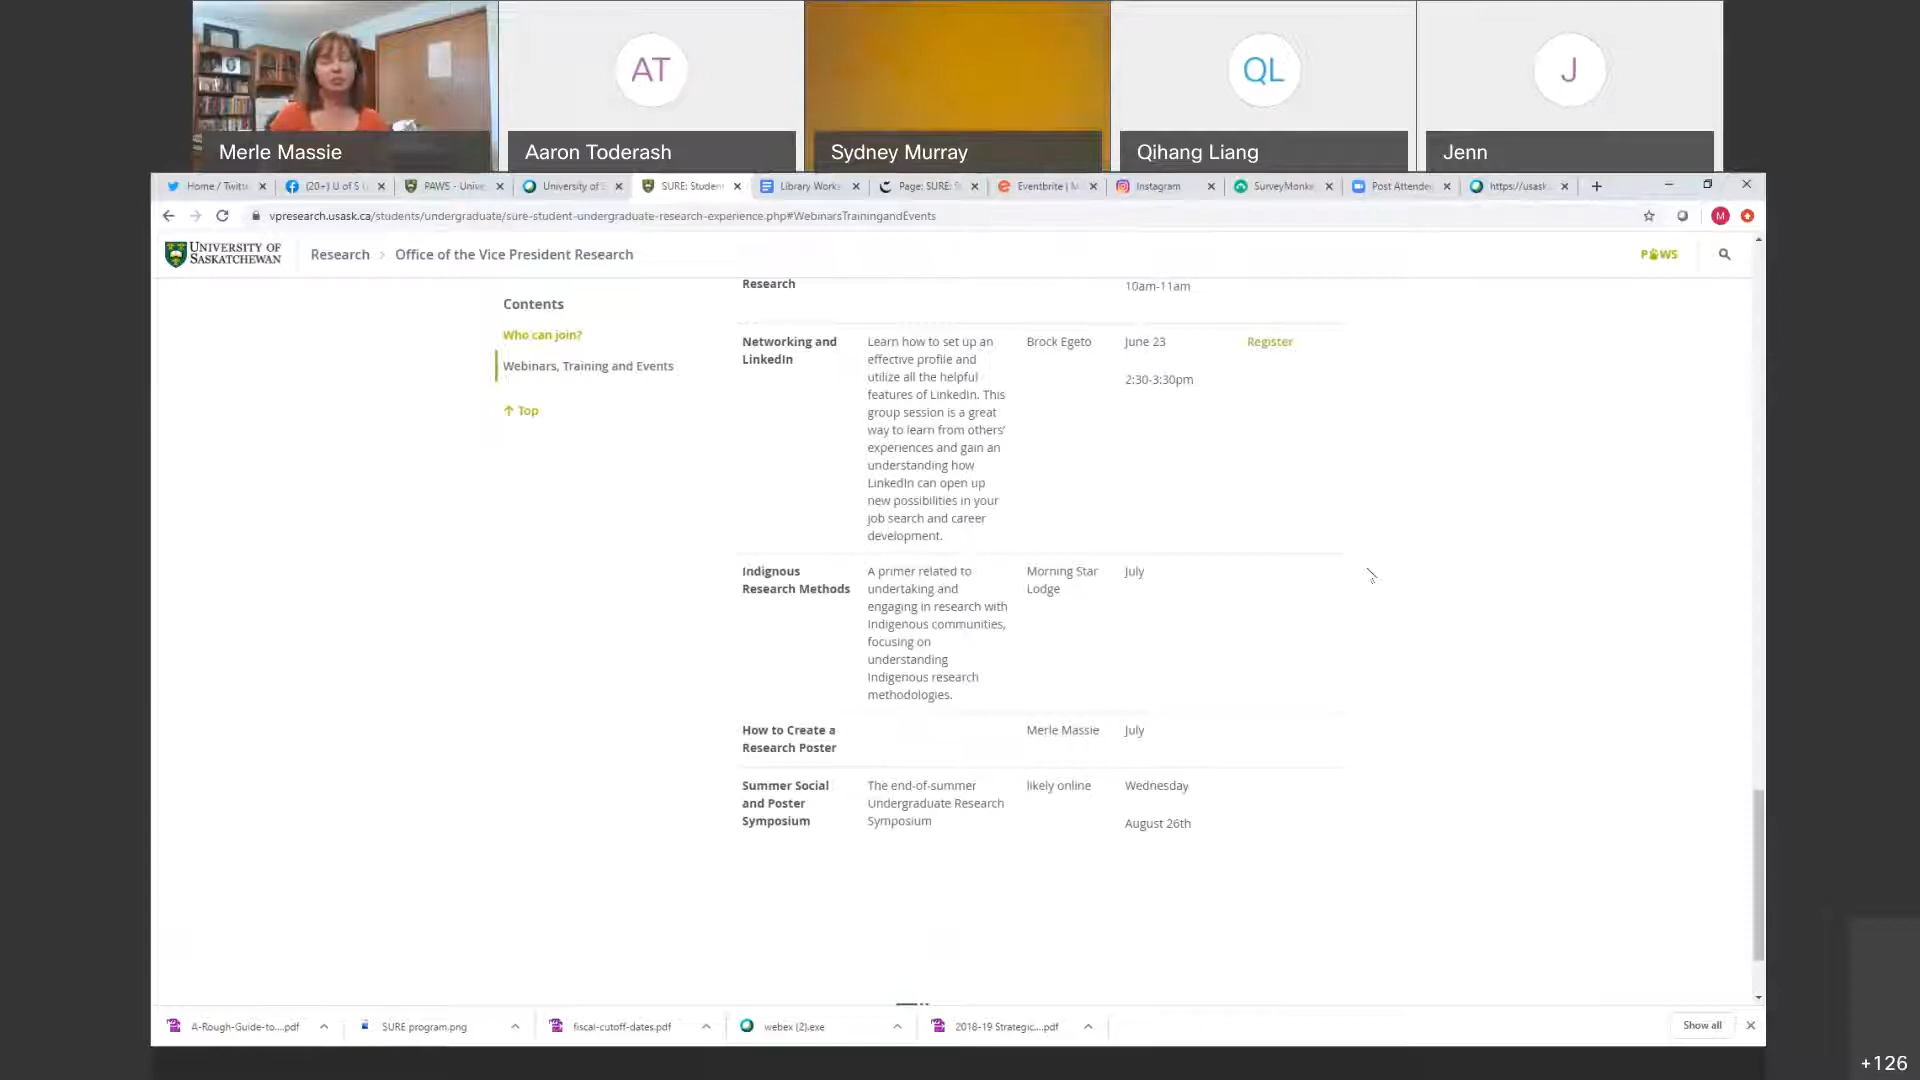 AT
QL
J
Merle Massie
Aaron Toderash
Sydney Murray
Qihang Liang
Jenn
Home / Twitt
(20+) U of S
PAWS - Unive
University of
SURE: Student
Library Works
Page: SURE:
Eventbrite |
Instagram
SurveyMonke
Post Attende
https://usask.
vpresearch.usask.ca/students/undergraduate/sure-student-undergraduate-research-experience.php#WebinarsTrainingandEvents
M
UNIVERSITY OF
SASKATCHEWAN
Research > Office of the Vice President Research
PAWS
Contents
Who can join?
Webinars, Training and Events
Top
Research
10am-11am
Networking and
LinkedIn
Learn how to set up an
effective profile and
utilize all the helpful
features of LinkedIn. This
group session is a great
way to learn from others'
experiences and gain an
understanding how
LinkedIn can open up
new possibilities in your
job search and career
development.
Brock Egeto
June 23
2:30-3:30pm
Register
Indignous
Research Methods
A primer related to
undertaking and
engaging in research with
Indigenous communities,
focusing on
understanding
Indigenous research
methodologies.
Morning Star
Lodge
July
How to Create a
Research Poster
Merle Massie
July
Summer Social
and Poster
Symposium
The end-of-summer
Undergraduate Research
Symposium
likely online
Wednesday
August 26th
A-Rough-Guide-to....pdf
SURE program.png
fiscal-cutoff-dates.pdf
webex (2).exe
2018-19 Strategic....pdf
Show all
+126